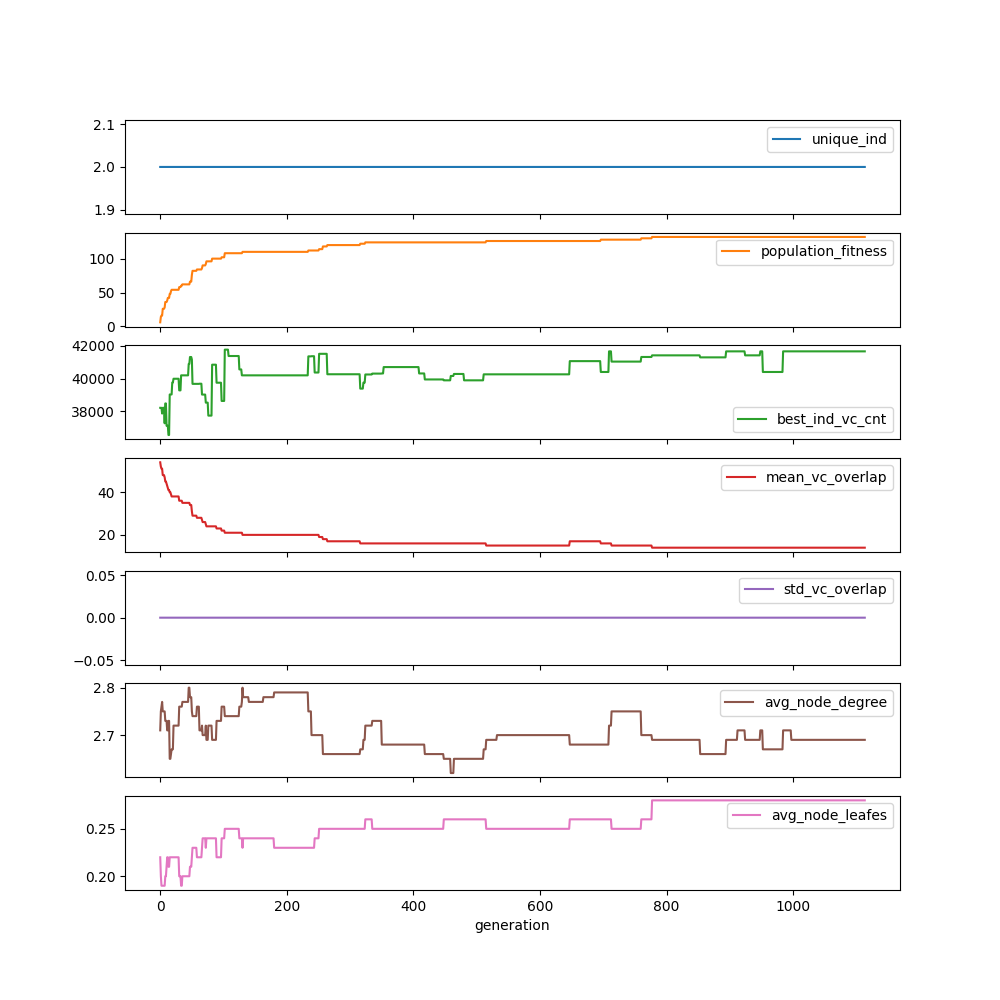 2.1
unique_ind
2.0
1.9
population_fitness
100
50
0
42000
40000
38000
best_ind_vc_cnt
mean_vc_overlap
40
20
0.05
std_vc_overlap
0.00
−0.05
2.8
avg_node_degree
2.7
avg_node_leafes
0.25
0.20
0 200 400 600 800 1000
generation